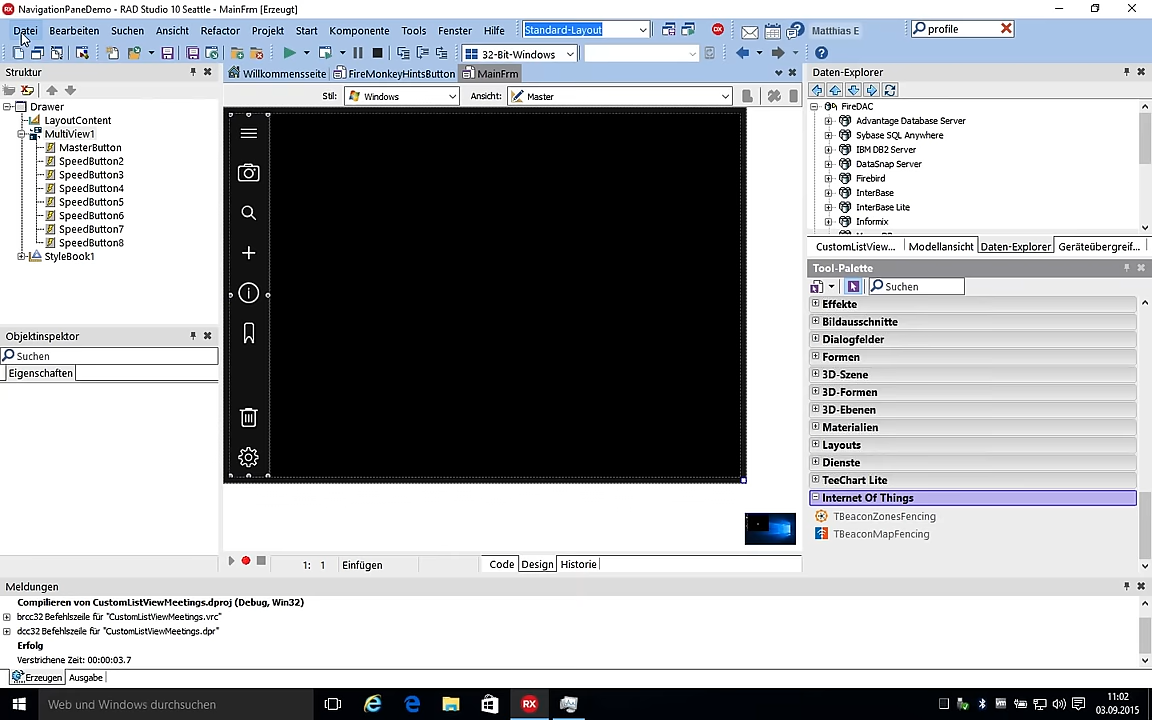 NavigationPaneDemo - RAD Studio 10 Seattle - MainFrm [Erzeugt]
Datei Bearbeiten Suchen Ansicht Refactor Projekt Start Komponente Tools Fenster Hilfe Standard-Layout Matthias E profile
32-Bit-Windows
Struktur
Willkommensseite FireMonkeyHintsButton MainFrm
Daten-Explorer
Stil: Windows Ansicht: Master
Drawer
LayoutContent
MultiView1
MasterButton
SpeedButton2
SpeedButton3
SpeedButton4
SpeedButton5
SpeedButton6
SpeedButton7
SpeedButton8
StyleBook1
FireDAC
Advantage Database Server
Sybase SQL Anywhere
IBM DB2 Server
DataSnap Server
Firebird
InterBase
InterBase Lite
Informix
CustomListView... Modellansicht Daten-Explorer Geräteübergreif...
Tool-Palette
Suchen
Effekte
Bildausschnitte
Dialogfelder
Formen
3D-Szene
3D-Formen
3D-Ebenen
Materialien
Layouts
Dienste
TeeChart Lite
Internet Of Things
TBeaconZonesFencing
TBeaconMapFencing
Objektinspektor
Suchen
Eigenschaften
1: 1 Einfügen Code Design Historie
Meldungen
Compilieren von CustomListViewMeetings.dproj (Debug, Win32)
brcc32 Befehlszeile für "CustomListViewMeetings.vrc"
dcc32 Befehlszeile für "CustomListViewMeetings.dpr"
Erfolg
Verstrichene Zeit: 00:00:03.7
Erzeugen Ausgabe
Web und Windows durchsuchen
RX
11:02
03.09.2015